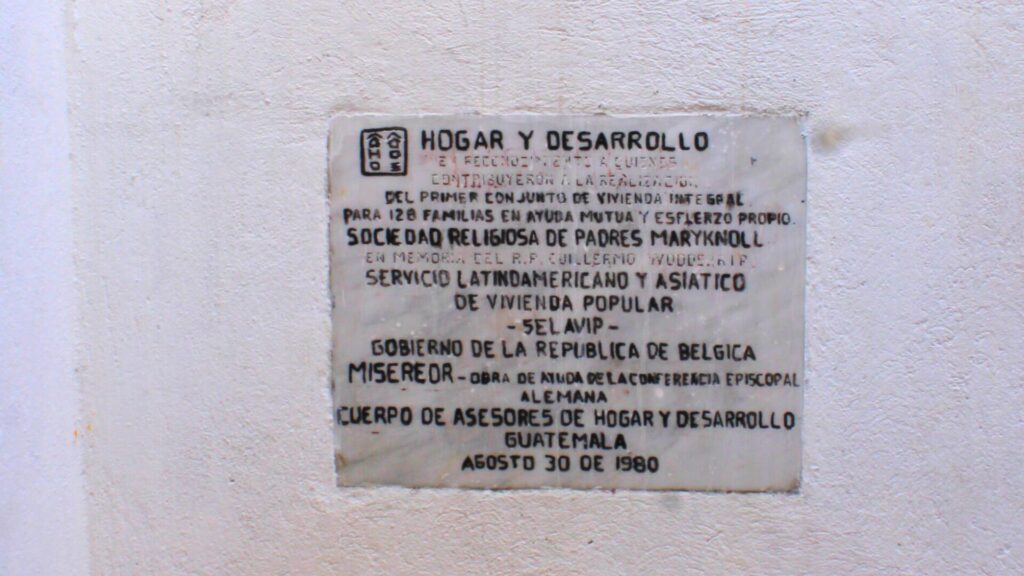 HOGAR Y DESARROLLO
EN RECONOCIMIENTO A QUIENES
CONTRIBUYERON A LA REALIZACION
DEL PRIMER CONJUNTO DE VIVIENDA INTEGRAL
PARA 128 FAMILIAS EN AYUDA MUTUA Y ESFUERZO PROPIO.
SOCIEDAD RELIGIOSA DE PADRES MARYKNOLL
EN MEMORIA DEL R.P. GUILLERMO WOODS. R.I.P.
SERVICIO LATINOAMERICANO Y ASIATICO
DE VIVIENDA POPULAR
- SELAVIP -
GOBIERNO DE LA REPUBLICA DE BELGICA
MISEREOR - OBRA DE AYUDA DE LA CONFERENCIA EPISCOPAL
ALEMANA
CUERPO DE ASESORES DE HOGAR Y DESARROLLO
GUATEMALA
AGOSTO 30 DE 1980